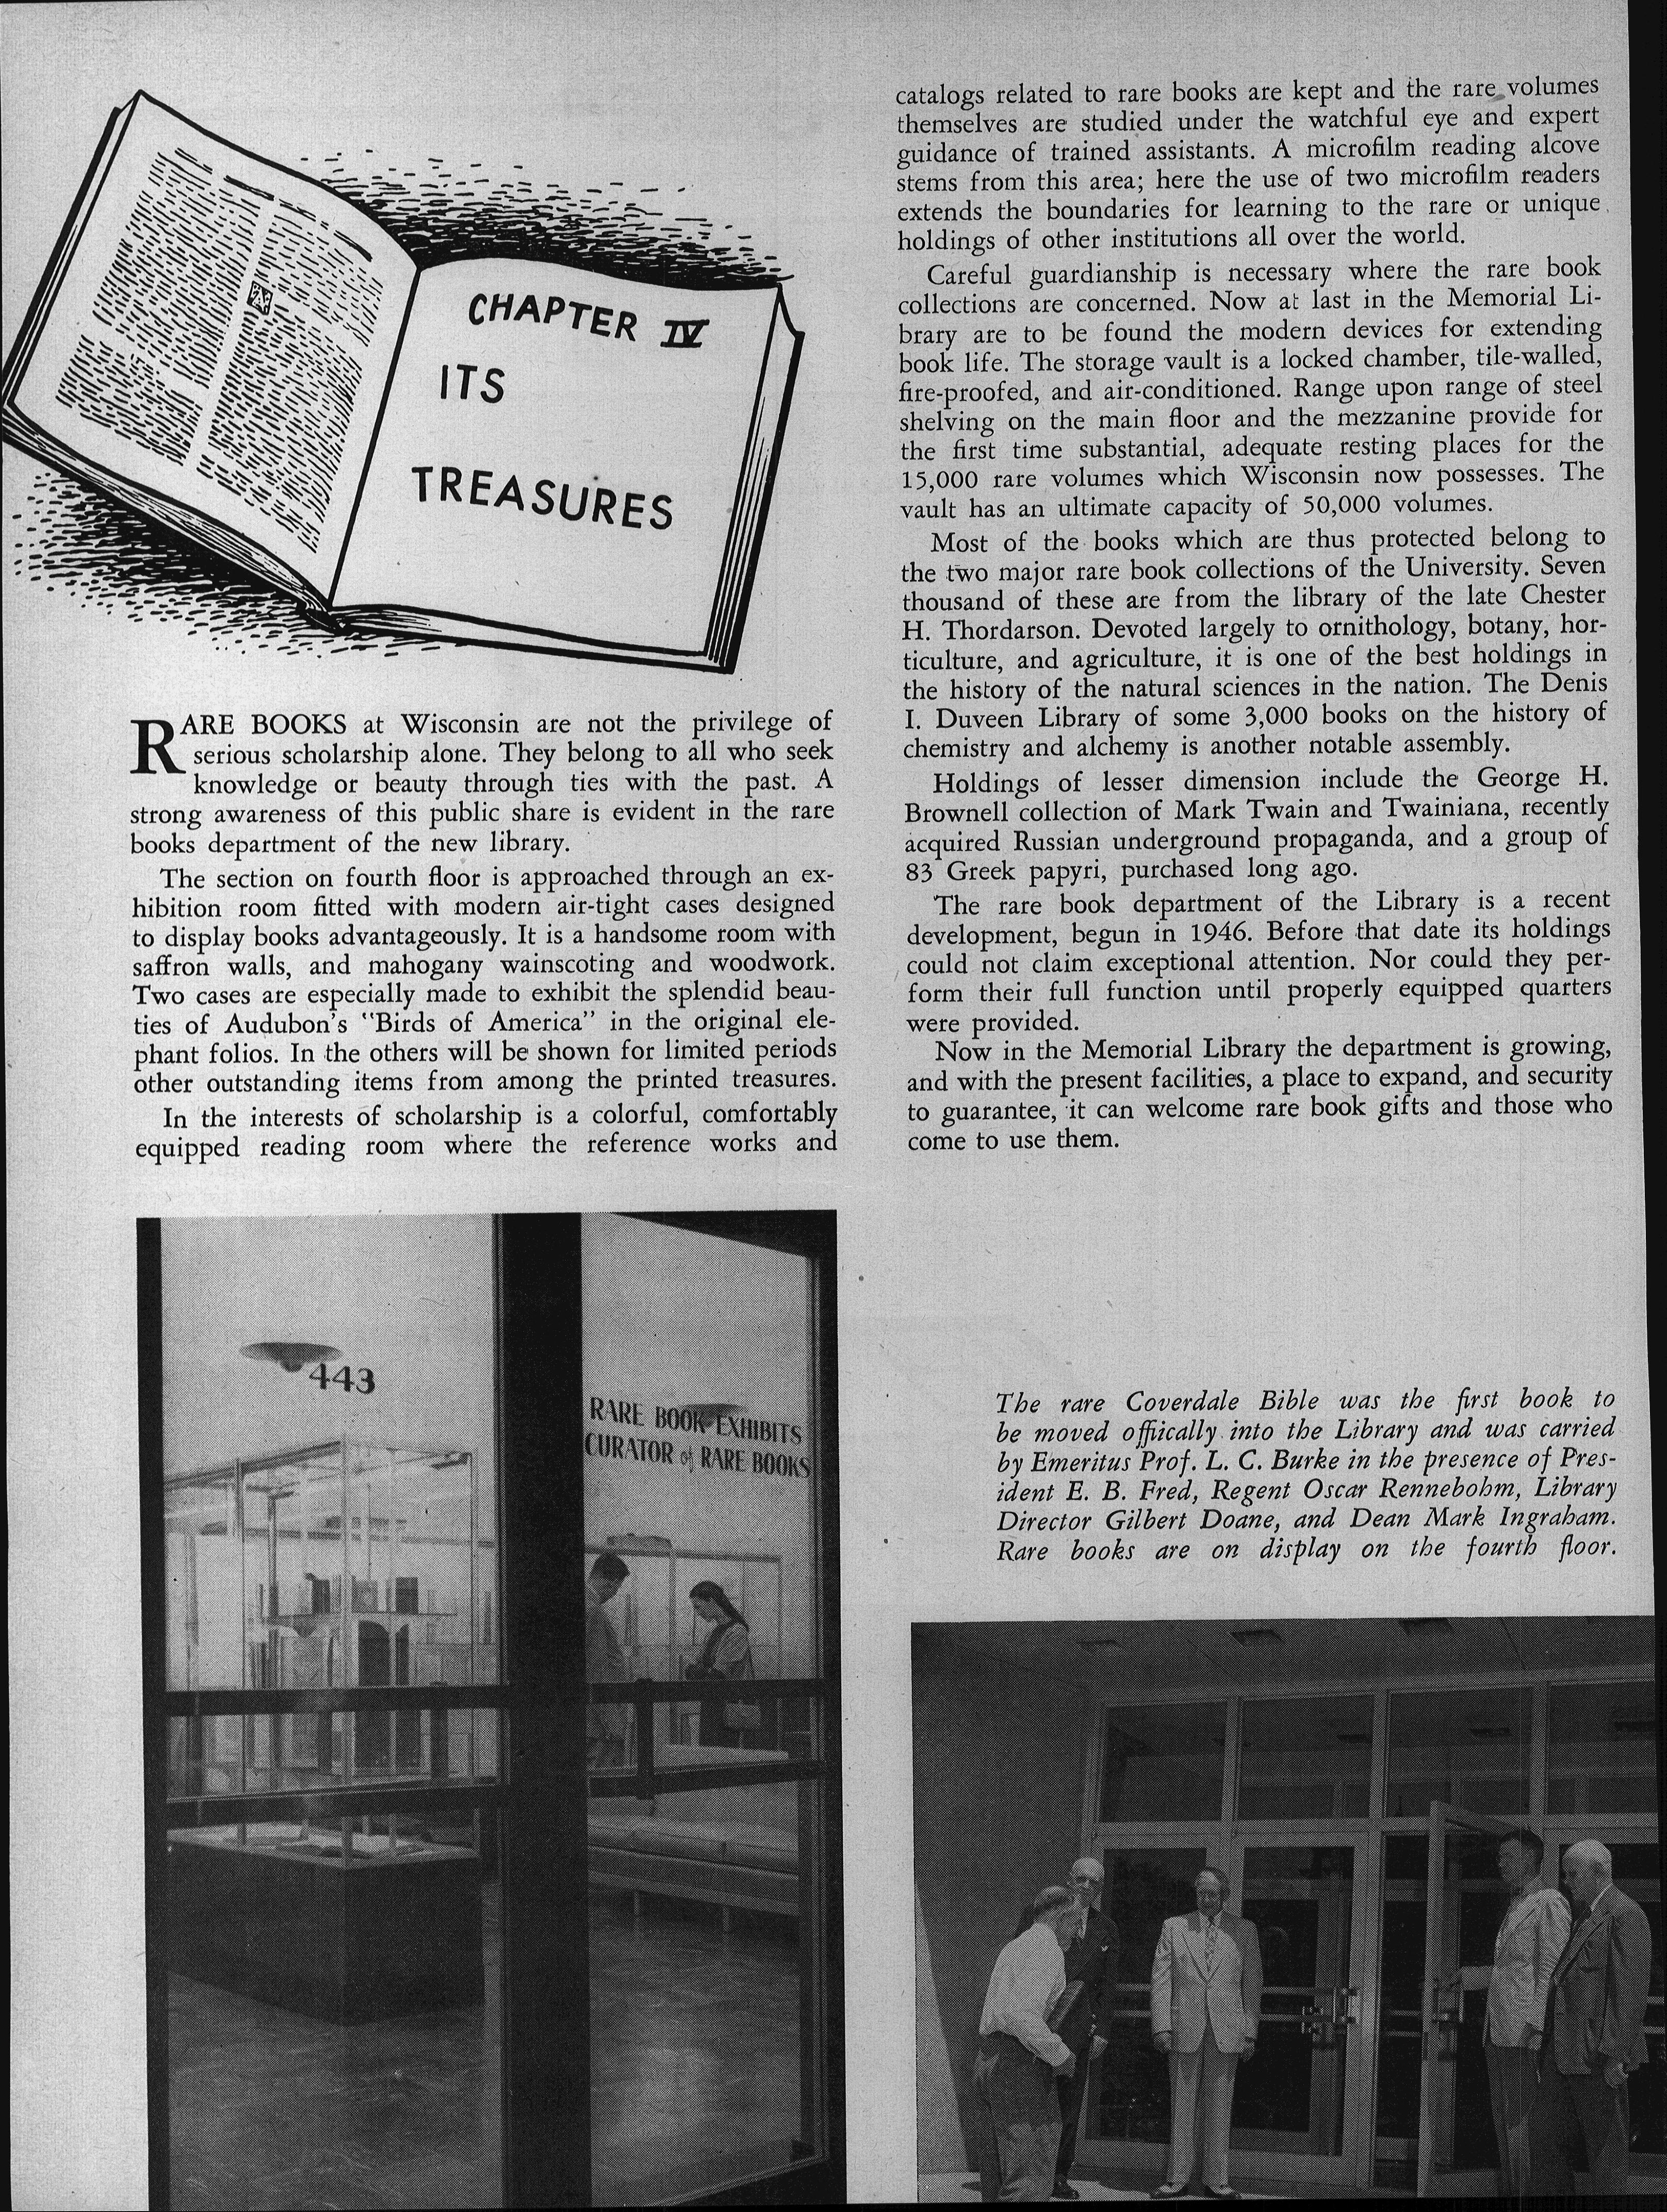 CHAPTER IV
ITS
TREASURES
RARE BOOKS at Wisconsin are not the privilege of
serious scholarship alone. They belong to all who seek
knowledge or beauty through ties with the past. A
strong awareness of this public share is evident in the rare
books department of the new library.
The section on fourth floor is approached through an ex-
hibition room fitted with modern air-tight cases designed
to display books advantageously. It is a handsome room with
saffron walls, and mahogany wainscoting and woodwork.
Two cases are especially made to exhibit the splendid beau-
ties of Audubon's "Birds of America" in the original ele-
phant folios. In the others will be shown for limited periods
other outstanding items from among the printed treasures.
In the interests of scholarship is a colorful, comfortably
equipped reading room where the reference works and
catalogs related to rare books are kept and the rare volumes
themselves are studied under the watchful eye and expert
guidance of trained assistants. A microfilm reading alcove
stems from this area; here the use of two microfilm readers
extends the boundaries for learning to the rare or unique
holdings of other institutions all over the world.
Careful guardianship is necessary where the rare book
collections are concerned. Now at last in the Memorial Li-
brary are to be found the modern devices for extending
book life. The storage vault is a locked chamber, tile-walled,
fire-proofed, and air-conditioned. Range upon range of steel
shelving on the main floor and the mezzanine provide for
the first time substantial, adequate resting places for the
15,000 rare volumes which Wisconsin now possesses. The
vault has an ultimate capacity of 50,000 volumes.
Most of the books which are thus protected belong to
the two major rare book collections of the University. Seven
thousand of these are from the library of the late Chester
H. Thordarson. Devoted largely to ornithology, botany, hor-
ticulture, and agriculture, it is one of the best holdings in
the history of the natural sciences in the nation. The Denis
I. Duveen Library of some 3,000 books on the history of
chemistry and alchemy is another notable assembly.
Holdings of lesser dimension include the George H.
Brownell collection of Mark Twain and Twainiana, recently
acquired Russian underground propaganda, and a group of
83 Greek papyri, purchased long ago.
The rare book department of the Library is a recent
development, begun in 1946. Before that date its holdings
could not claim exceptional attention. Nor could they per-
form their full function until properly equipped quarters
were provided.
Now in the Memorial Library the department is growing,
and with the present facilities, a place to expand, and security
to guarantee, it can welcome rare book gifts and those who
come to use them.
443
RARE BOOK EXHIBITS
CURATOR of RARE BOOKS
The rare Coverdale Bible was the first book to
be moved offiically into the Library and was carried
by Emeritus Prof. L. C. Burke in the presence of Pres-
ident E. B. Fred, Regent Oscar Rennebohm, Library
Director Gilbert Doane, and Dean Mark Ingraham.
Rare books are on display on the fourth floor.